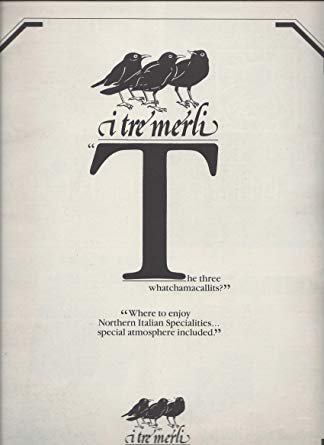 i tre merli
“The three
whatchamacallits?”
“Where to enjoy
Northern Italian Specialities...
special atmosphere included.”
i tre merli